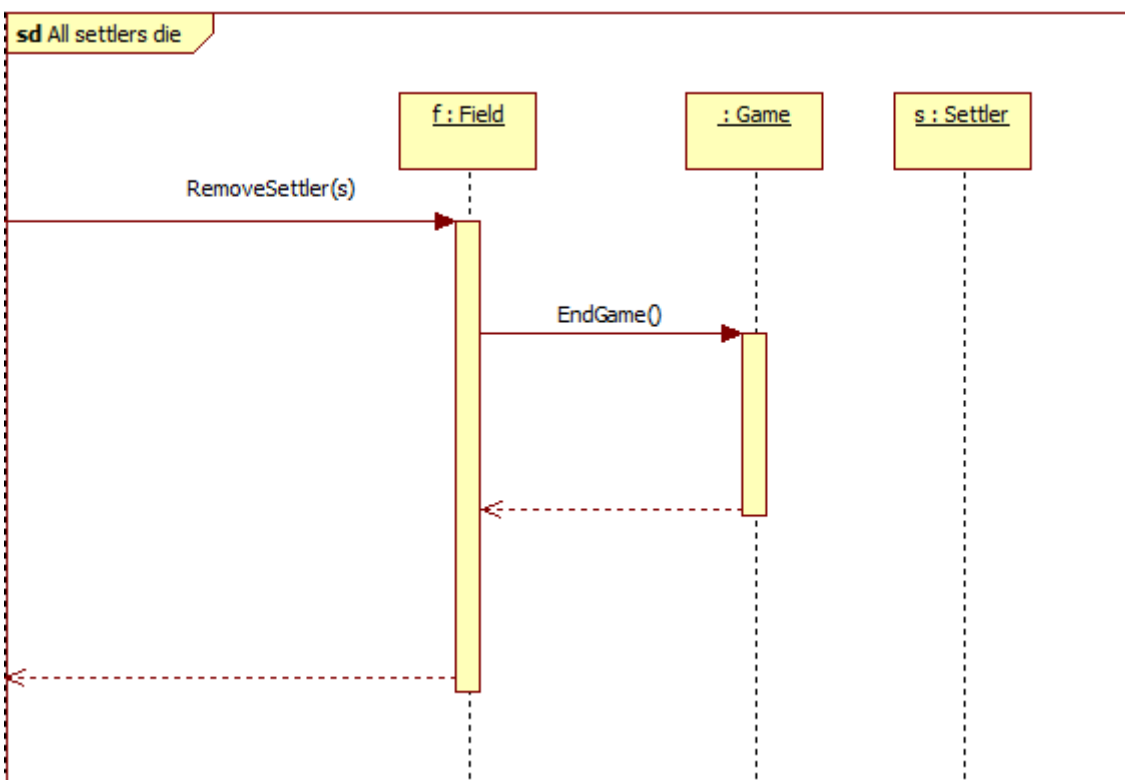 sd All settlers die
f : Field
: Game
s : Settler
RemoveSettler(s)
EndGame()